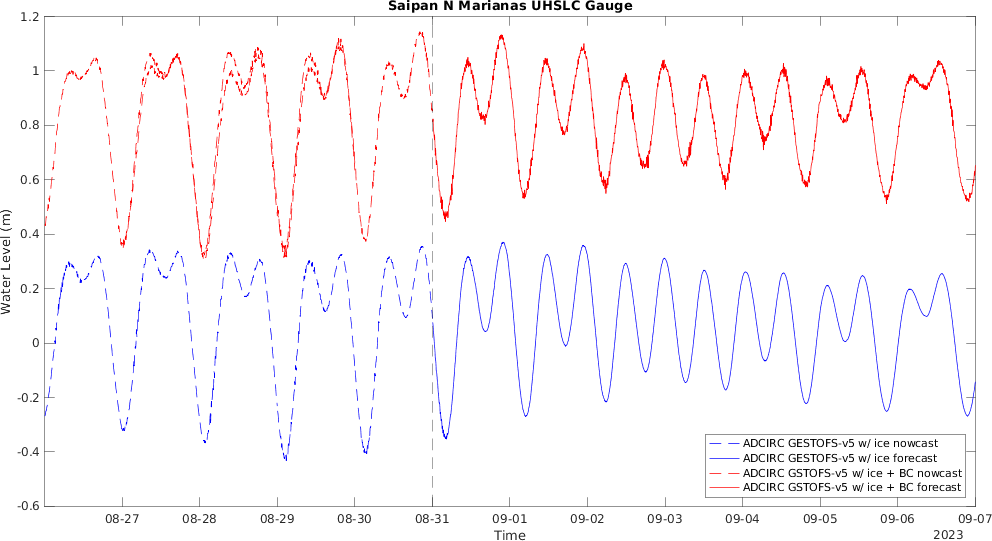 Saipan N Marianas UHSLC Gauge
1.2
1
0.8
0.6
0.4
0.2
0
-0.2
-0.4
-0.6
Water Level (m)
ADCIRC GESTOFS-v5 w/ ice nowcast
ADCIRC GESTOFS-v5 w/ ice forecast
ADCIRC GSTOFS-v5 w/ ice + BC nowcast
ADCIRC GSTOFS-v5 w/ ice + BC forecast
08-27 08-28 08-29 08-30 08-31 09-01 09-02 09-03 09-04 09-05 09-06 09-07
Time
2023